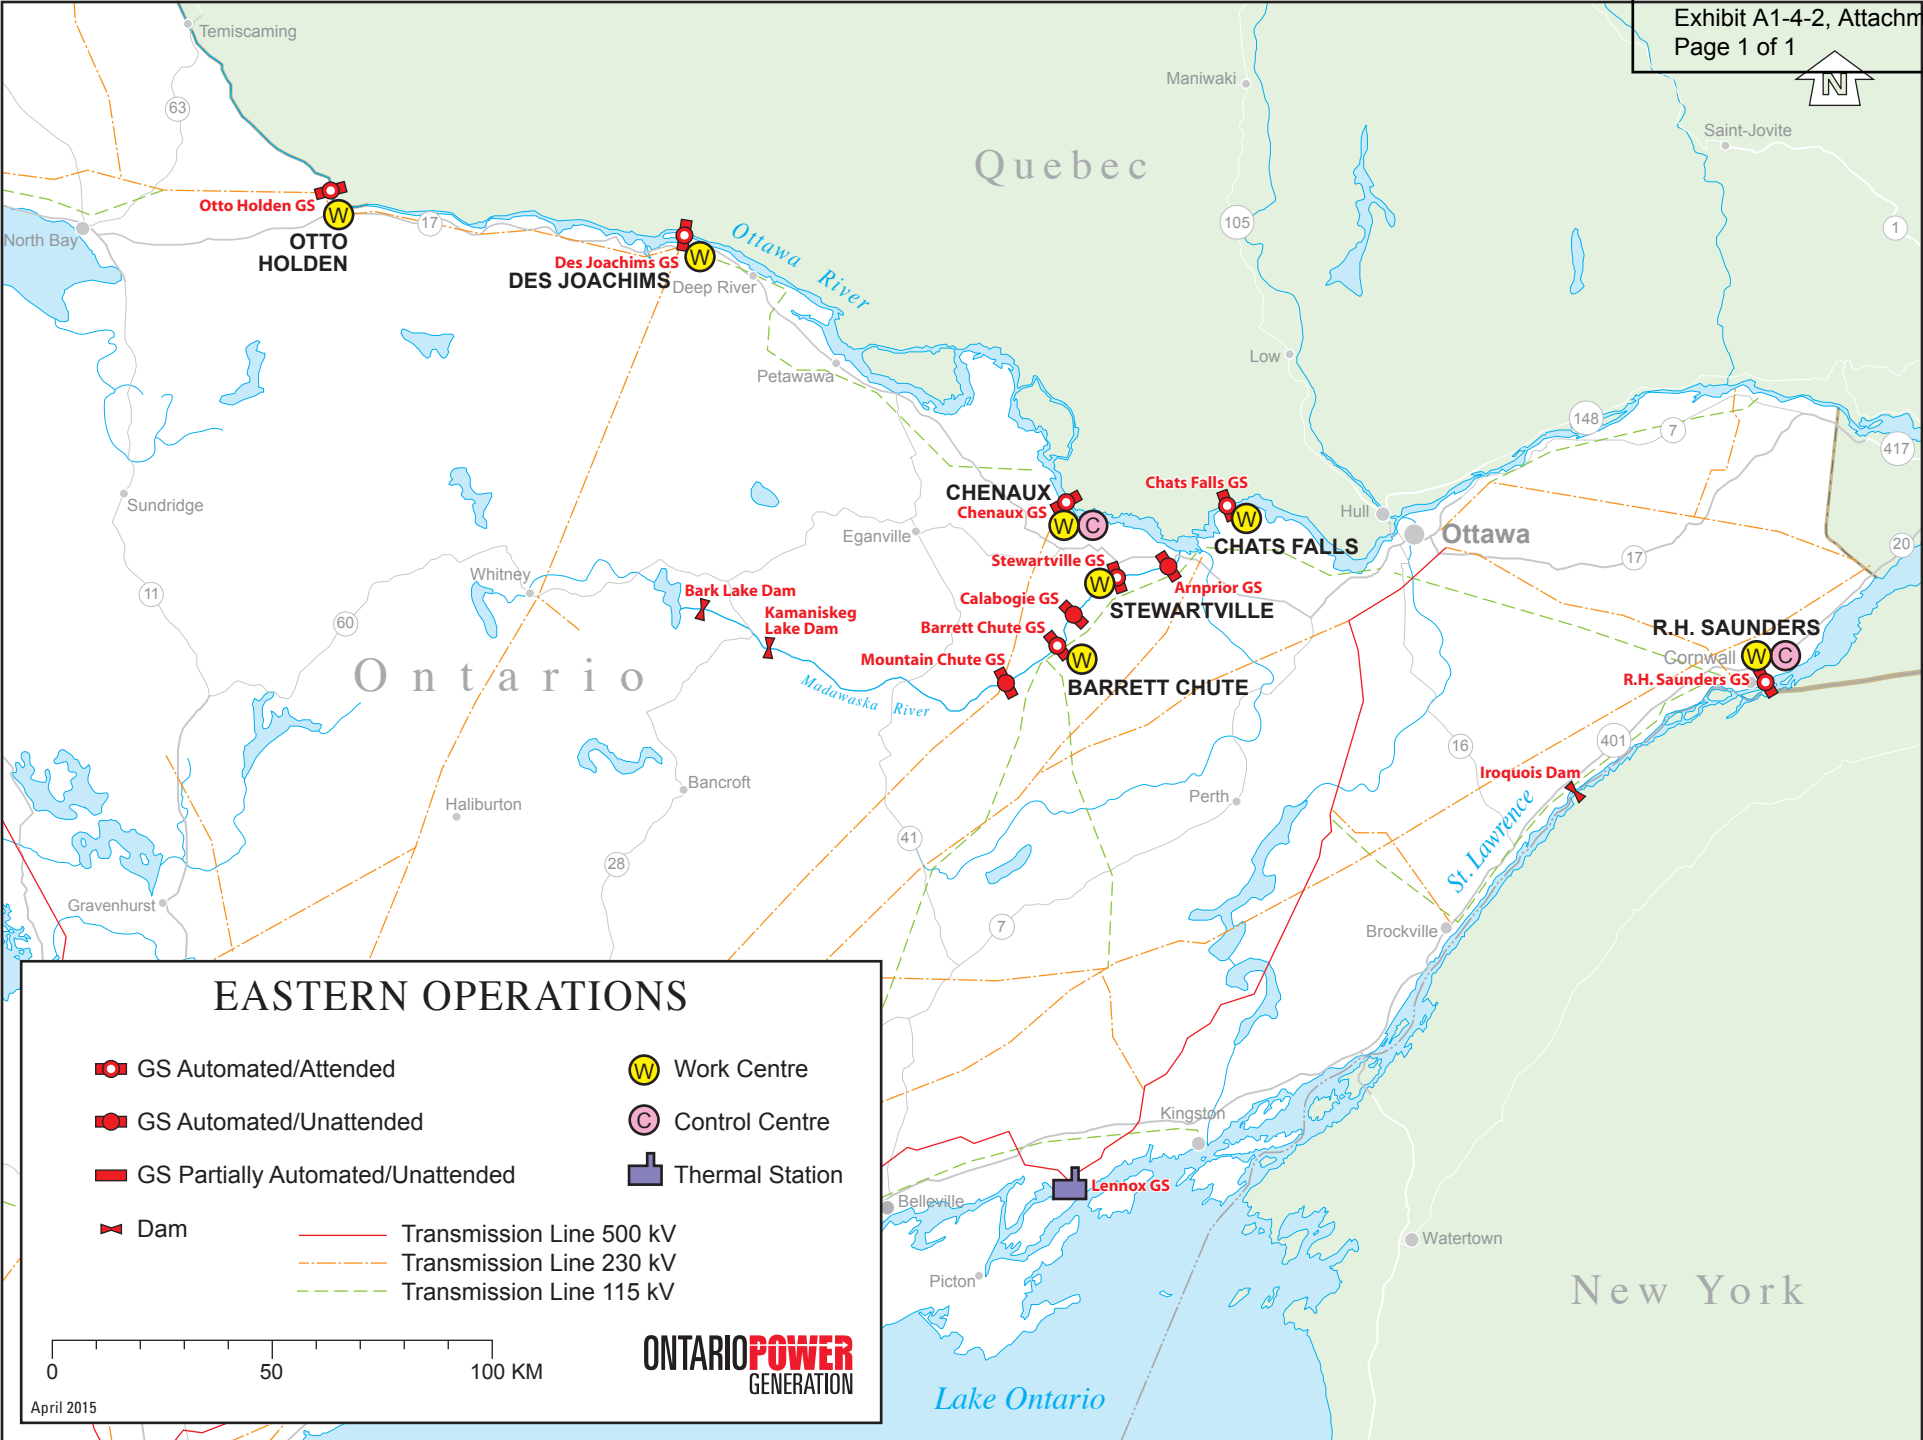 Exhibit A1-4-2, Attachm
Page 1 of 1
N
Temiscaming
63
Maniwaki
Saint-Jovite
Quebec
105
1
Otto Holden GS
W
OTTO
HOLDEN
North Bay
17
Ottawa River
Des Joachims GS
W
DES JOACHIMS
Deep River
Low
Petawawa
148
7
417
Sundridge
CHENAUX
Chenaux GS
W
C
Chats Falls GS
W
CHATS FALLS
Hull
Ottawa
Eganville
17
20
Stewartville GS
W
STEWARTVILLE
Arnprior GS
Whitney
Bark Lake Dam
Kamaniskeg
Lake Dam
Calabogie GS
11
60
Barrett Chute GS
W
BARRETT CHUTE
Mountain Chute GS
R.H. SAUNDERS
Cornwall
W
C
R.H. Saunders GS
Ontario
Madawaska River
16
401
Iroquois Dam
Bancroft
Haliburton
Perth
St. Lawrence
41
28
Gravenhurst
7
Brockville
EASTERN OPERATIONS
GS Automated/Attended
GS Automated/Unattended
GS Partially Automated/Unattended
Dam
W
Work Centre
C
Control Centre
Thermal Station
Transmission Line 500 kV
Transmission Line 230 kV
Transmission Line 115 kV
0
50
100 KM
ONTARIOPOWER
GENERATION
April 2015
Kingston
Lennox GS
Belleville
Picton
Watertown
New York
Lake Ontario